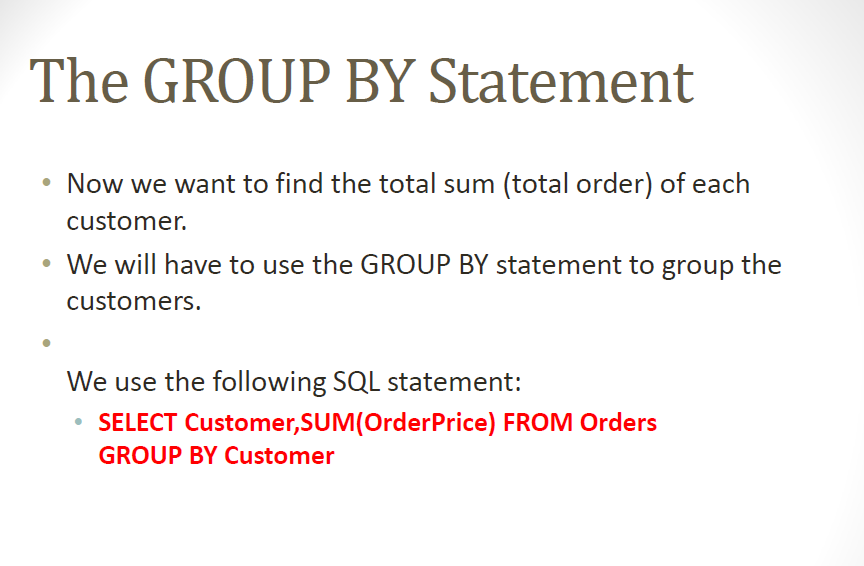 The GROUP BY Statement
• Now we want to find the total sum (total order) of each
customer.
• We will have to use the GROUP BY statement to group the
customers.
•
We use the following SQL statement:
• SELECT Customer,SUM(OrderPrice) FROM Orders
GROUP BY Customer